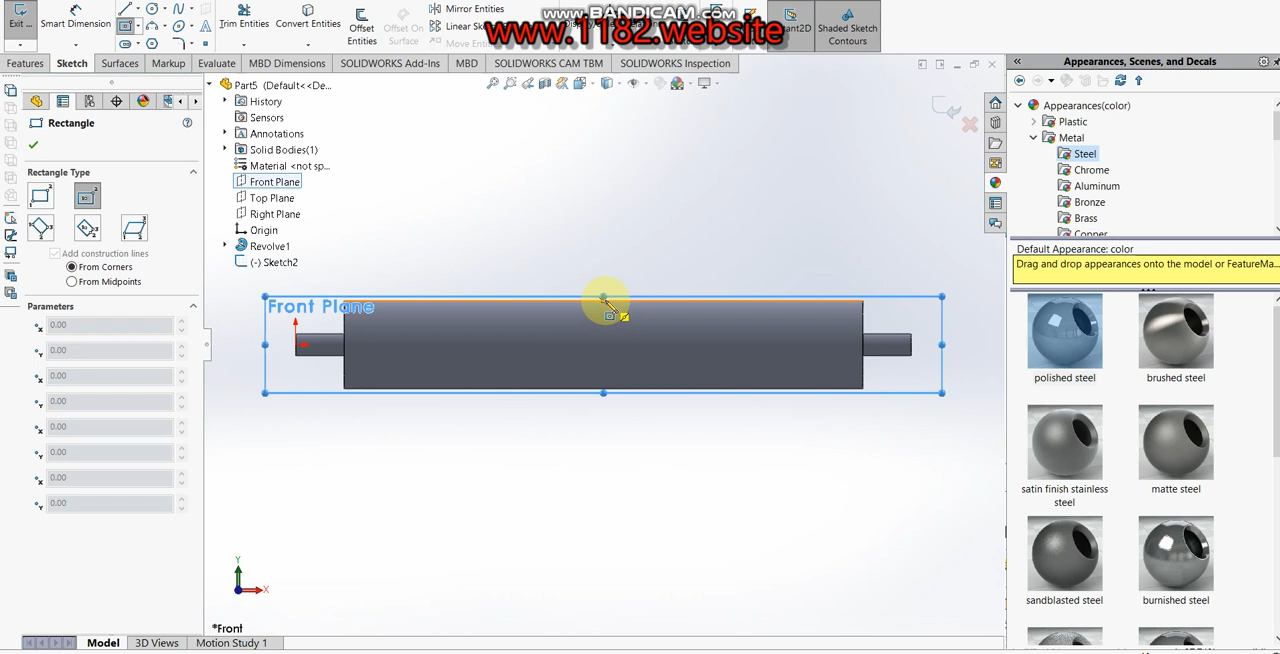 www.BANDICAM.com
www.1182.website
Exit ...
Smart Dimension
Trim Entities
Convert Entities
Offset
Entities
Offset On
Surface
Mirror Entities
Linear Sk
Move Entit
Instant2D
Shaded Sketch
Contours
Features
Sketch
Surfaces
Markup
Evaluate
MBD Dimensions
SOLIDWORKS Add-Ins
MBD
SOLIDWORKS CAM TBM
SOLIDWORKS Inspection
Rectangle
Rectangle Type
Add construction lines
From Corners
From Midpoints
Parameters
0.00
0.00
0.00
0.00
0.00
0.00
0.00
0.00
Part5 (Default<<De...
History
Sensors
Annotations
Solid Bodies(1)
Material <not sp...
Front Plane
Top Plane
Right Plane
Origin
Revolve1
(-) Sketch2
Front Plane
Y
X
*Front
Model
3D Views
Motion Study 1
Appearances, Scenes, and Decals
Appearances(color)
Plastic
Metal
Steel
Chrome
Aluminum
Bronze
Brass
Copper
Default Appearance: color
Drag and drop appearances onto the model or FeatureMa...
polished steel
brushed steel
satin finish stainless
steel
matte steel
sandblasted steel
burnished steel